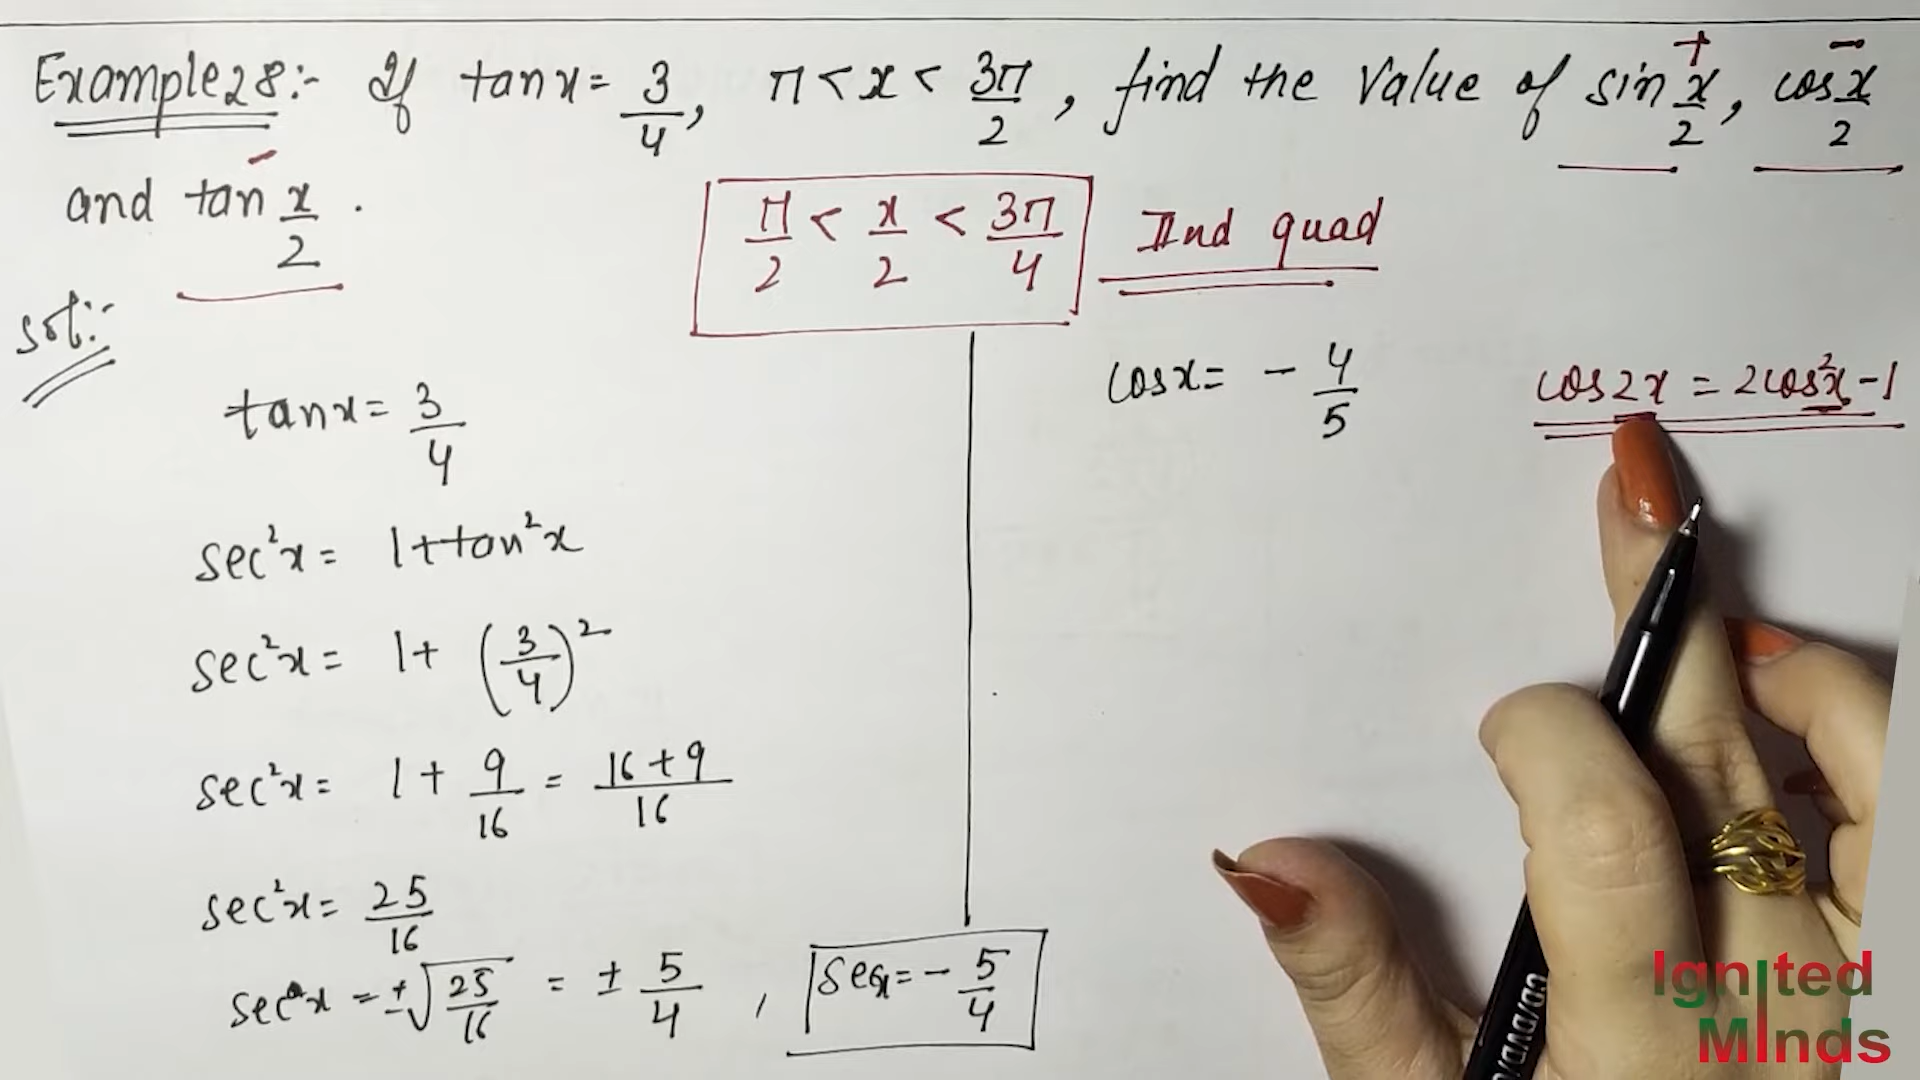 Example 28:- If tan x = 3/4, π < x < 3π/2, find the value of sin x/2, cos x/2
+ −
and tan x/2 .
−
π/2 < x/2 < 3π/4 IInd quad
Sol:-
tan x = 3/4
sec²x = 1+tan²x
sec²x = 1+ (3/4)²
sec²x = 1 + 9/16 = 16+9/16
sec²x = 25/16
sec x = ±√25/16 = ± 5/4 , sec x = − 5/4
cos x = − 4/5
cos 2x = 2cos²x − 1
CD/DVD/
Ignited
Minds